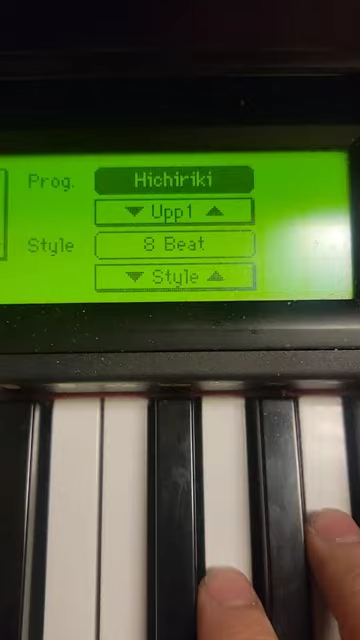 Prog. Hichiriki
▼ Upp1 ▲
Style 8 Beat
▼ Style ▲